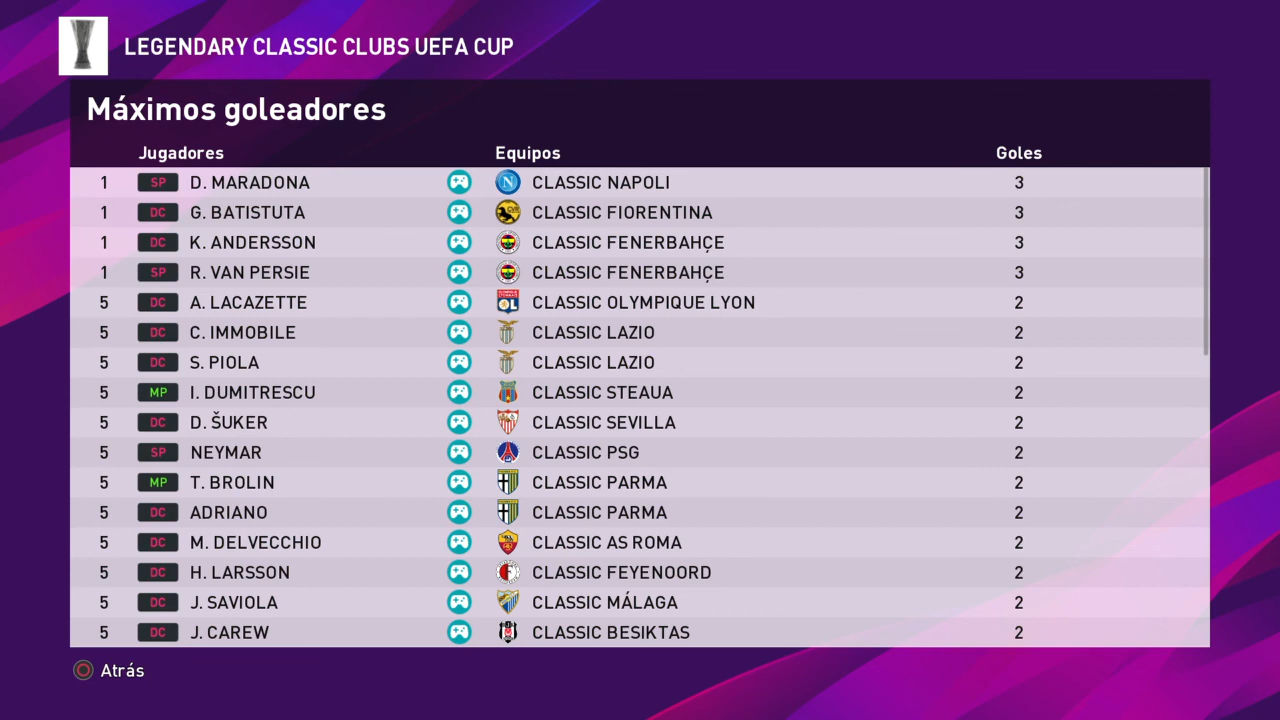 LEGENDARY CLASSIC CLUBS UEFA CUP
Máximos goleadores
Jugadores Equipos Goles
1 SP D. MARADONA CLASSIC NAPOLI 3
1 DC G. BATISTUTA CLASSIC FIORENTINA 3
1 DC K. ANDERSSON CLASSIC FENERBAHÇE 3
1 SP R. VAN PERSIE CLASSIC FENERBAHÇE 3
5 DC A. LACAZETTE CLASSIC OLYMPIQUE LYON 2
5 DC C. IMMOBILE CLASSIC LAZIO 2
5 DC S. PIOLA CLASSIC LAZIO 2
5 MP I. DUMITRESCU CLASSIC STEAUA 2
5 DC D. ŠUKER CLASSIC SEVILLA 2
5 SP NEYMAR CLASSIC PSG 2
5 MP T. BROLIN CLASSIC PARMA 2
5 DC ADRIANO CLASSIC PARMA 2
5 DC M. DELVECCHIO CLASSIC AS ROMA 2
5 DC H. LARSSON CLASSIC FEYENOORD 2
5 DC J. SAVIOLA CLASSIC MÁLAGA 2
5 DC J. CAREW CLASSIC BESIKTAS 2
Atrás